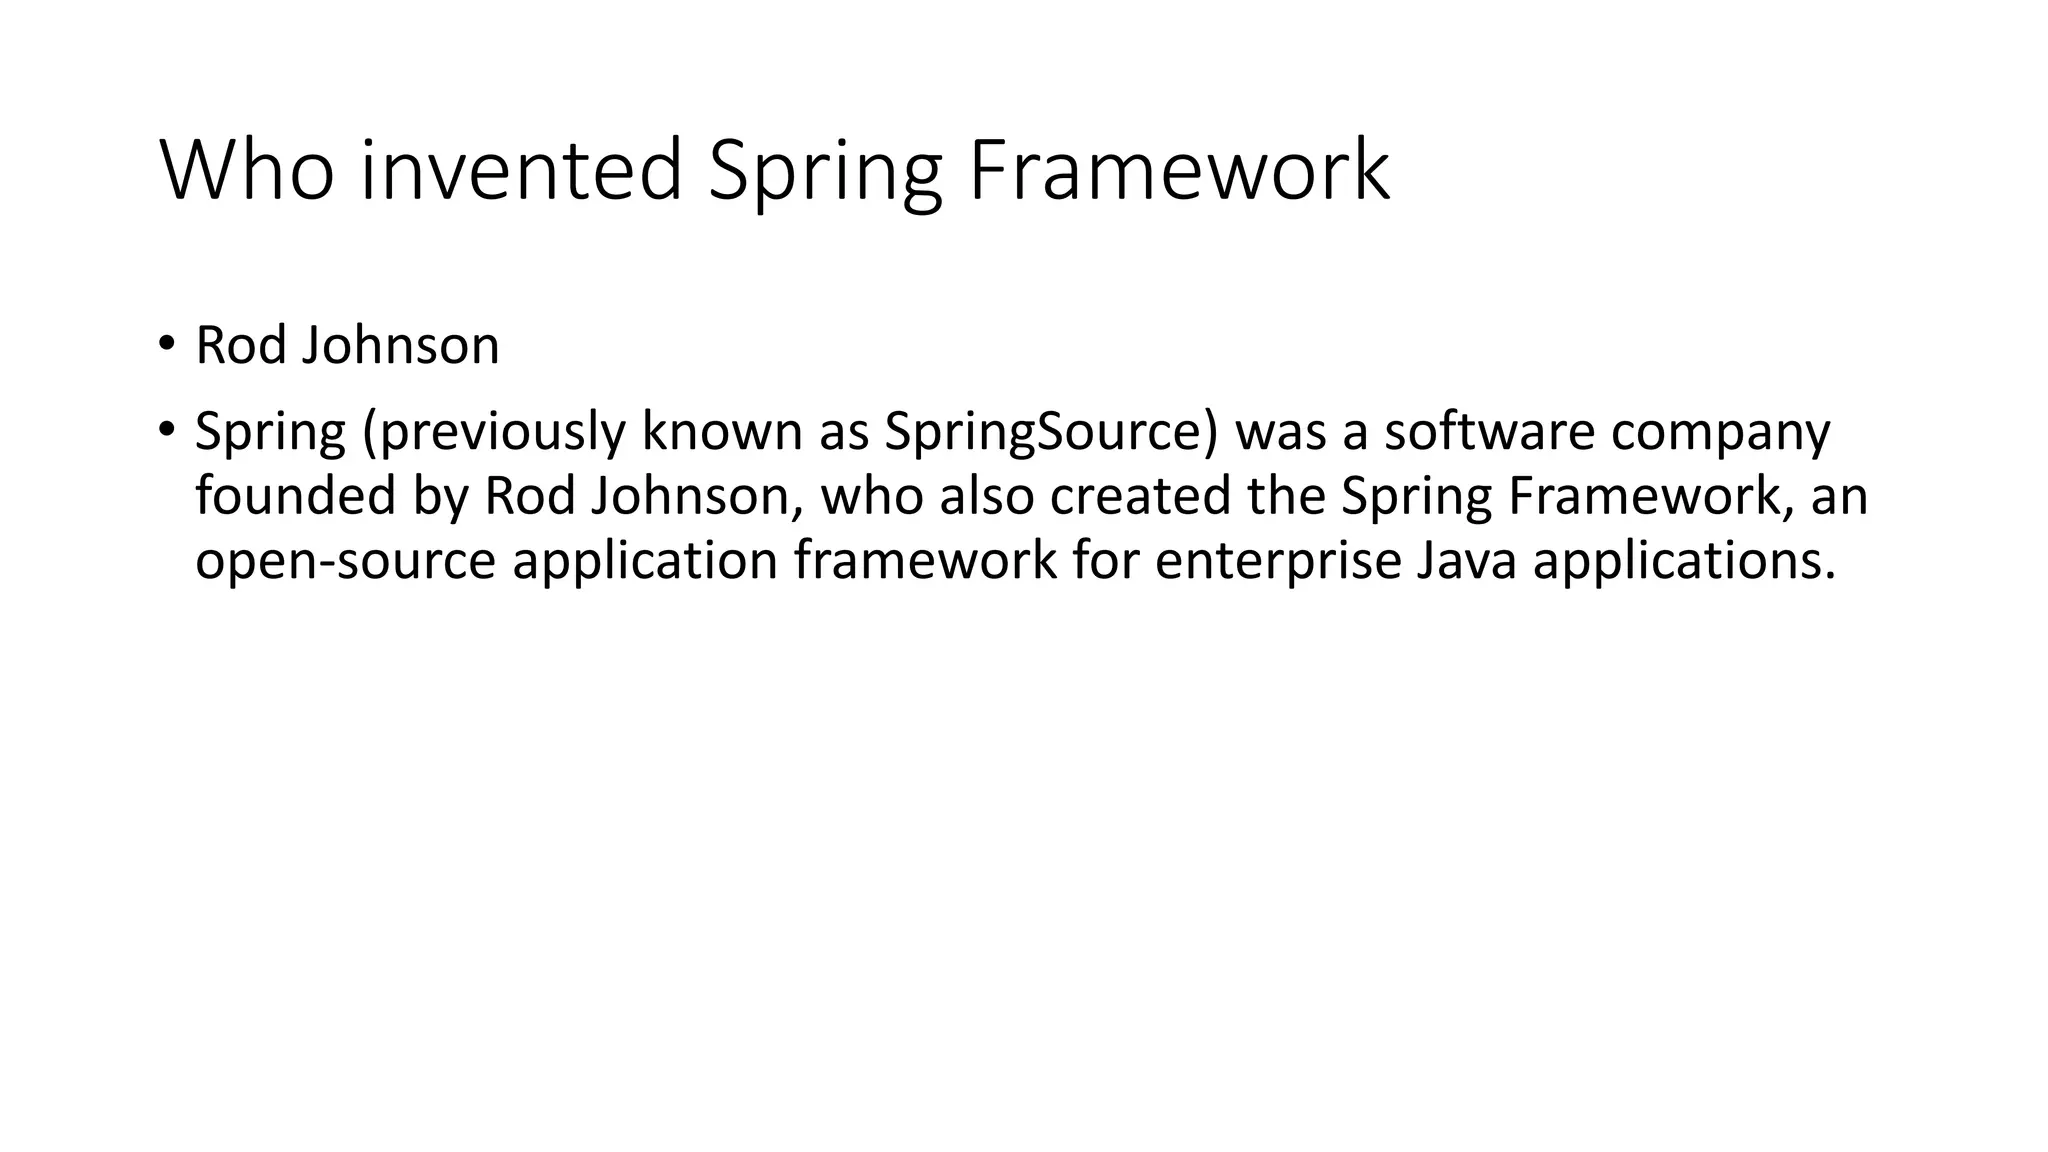 Who invented Spring Framework
• Rod Johnson
• Spring (previously known as SpringSource) was a software company
founded by Rod Johnson, who also created the Spring Framework, an
open-source application framework for enterprise Java applications.